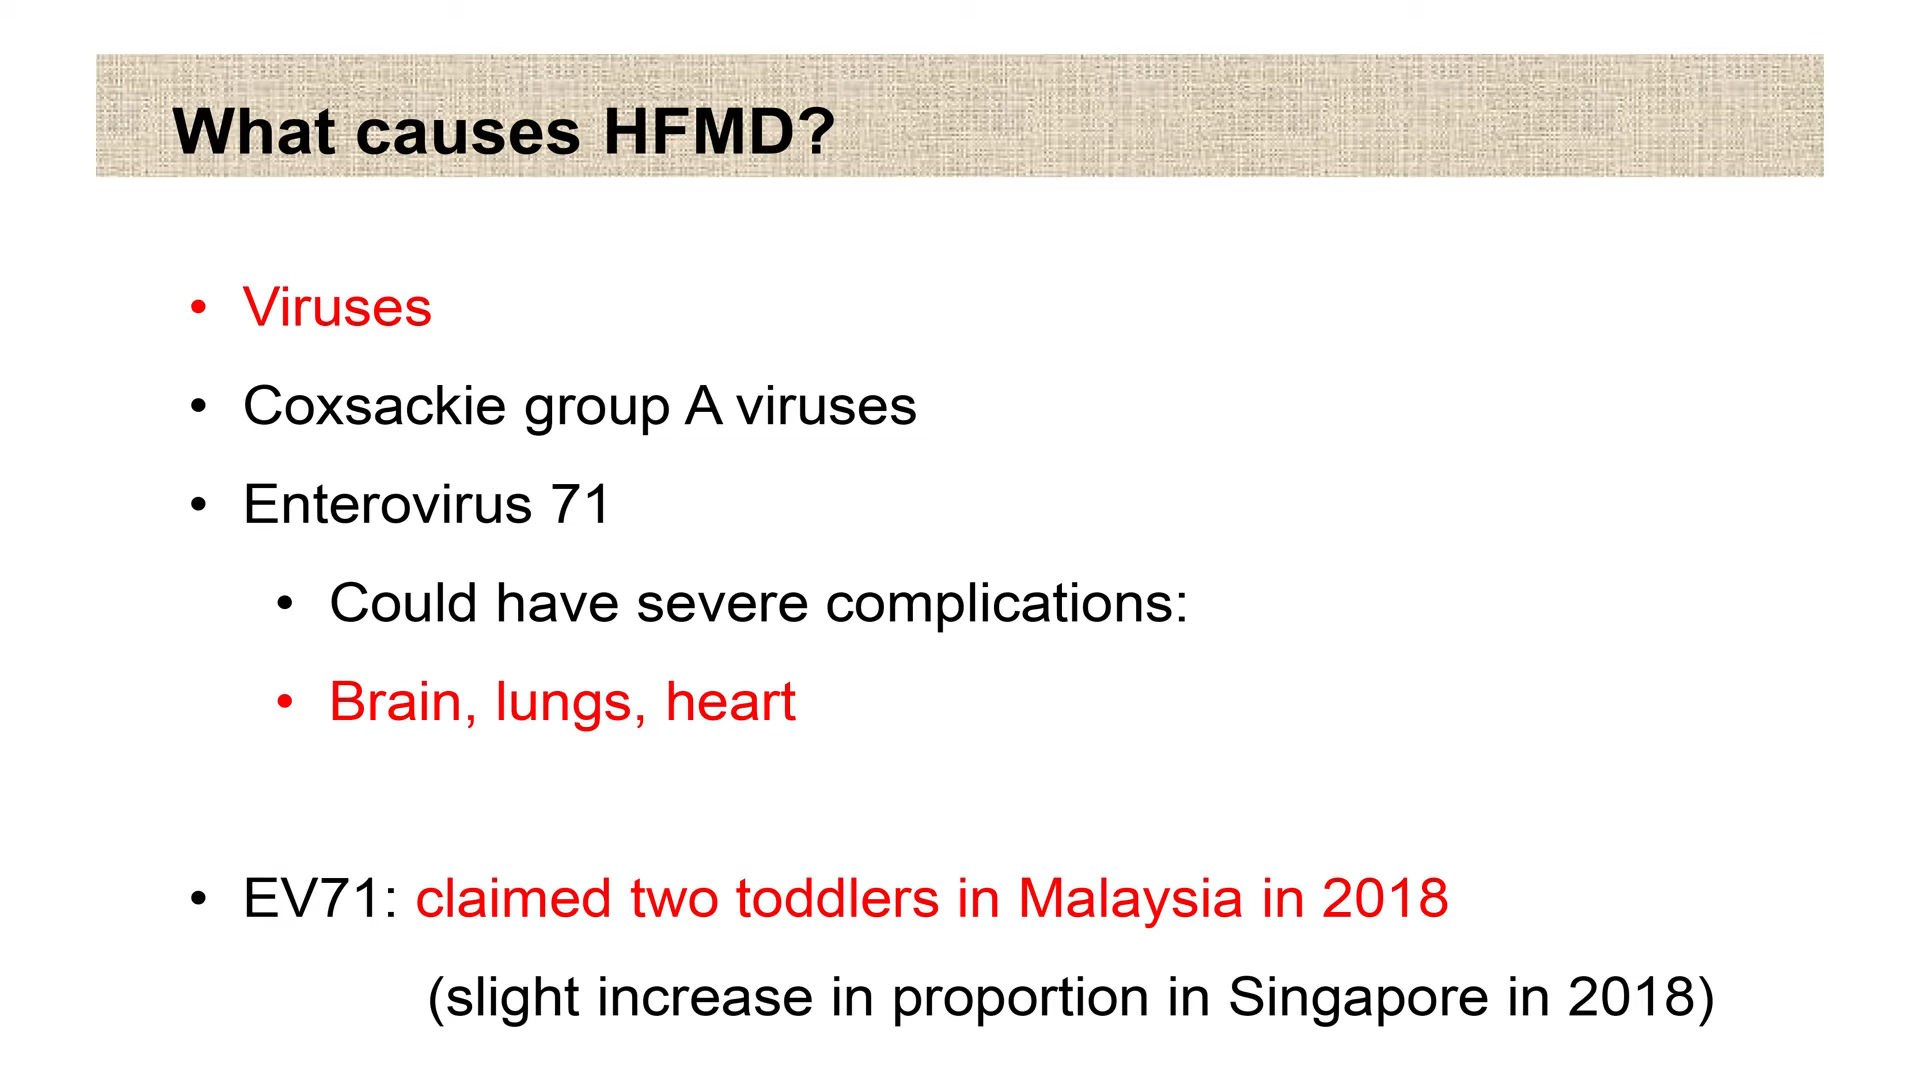 What causes HFMD?
• Viruses
• Coxsackie group A viruses
• Enterovirus 71
• Could have severe complications:
• Brain, lungs, heart
• EV71: claimed two toddlers in Malaysia in 2018
(slight increase in proportion in Singapore in 2018)